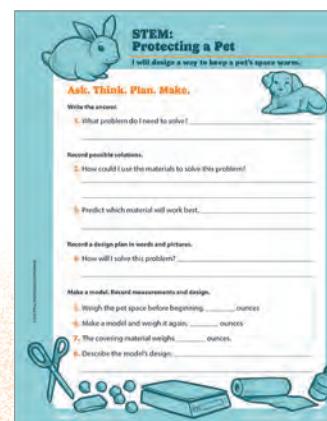 STEM:
Protecting a Pet
I will design a way to keep a pet's space warm.
Ask. Think. Plan. Make.
Write the answer.
1. What problem do I need to solve?
Record possible solutions.
2. How could I use the materials to solve this problem?
3. Predict which material will work best.
Record a design plan in words and pictures.
4. How will I solve this problem?
Make a model. Record measurements and design.
5. Weigh the pet space before beginning. ounces
6. Make a model and weigh it again. ounces
7. The covering material weighs ounces.
8. Describe the model's design.